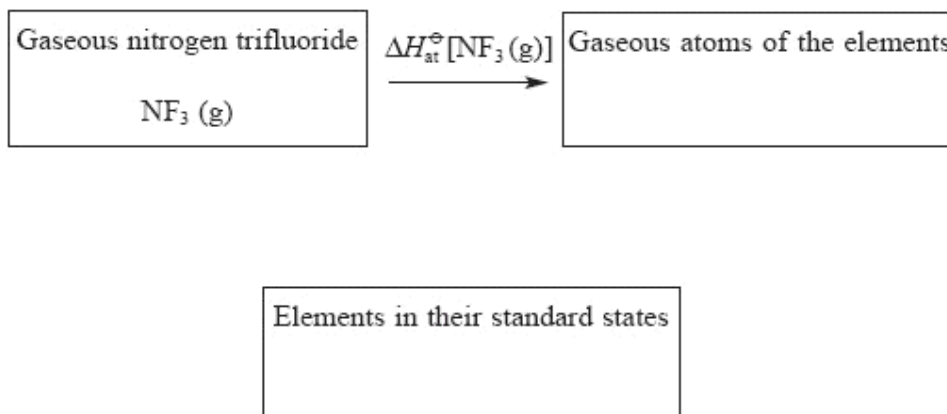 Gaseous nitrogen trifluoride
NF₃ (g)
ΔH⦵at [NF₃ (g)]
Gaseous atoms of the elements
Elements in their standard states